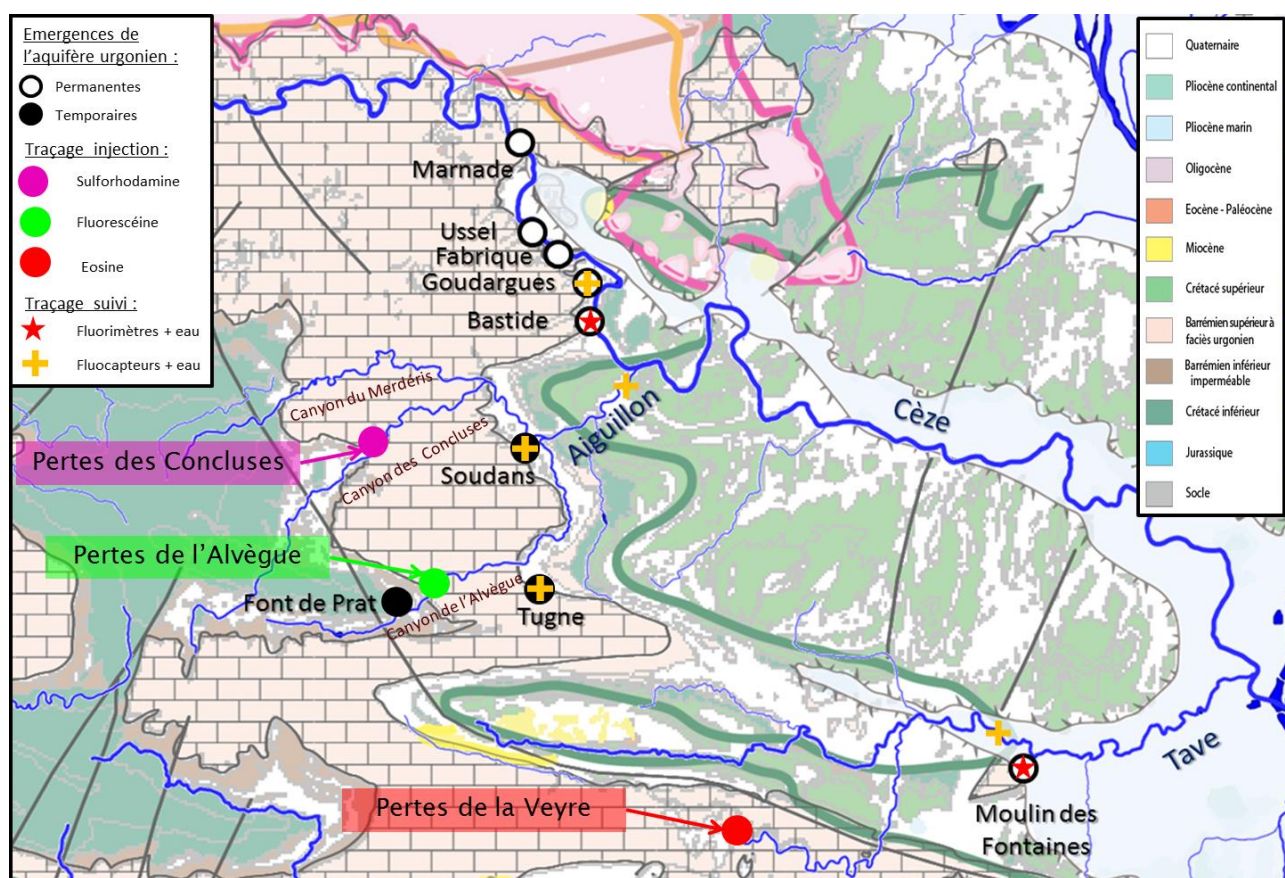 Emergences de
l'aquifère urgonien :
Permanentes
Temporaires
Traçage injection :
Sulforhodamine
Fluorescéine
Eosine
Traçage suivi :
Fluorimètres + eau
Fluocapteurs + eau
Quaternaire
Pliocène continental
Pliocène marin
Oligocène
Eocène - Paléocène
Miocène
Crétacé supérieur
Barrémien supérieur à
faciès urgonien
Barrémien inférieur
imperméable
Crétacé inférieur
Jurassique
Socle
Marnade
Ussel
Fabrique
Goudargues
Bastide
Canyon du Merdéris
Aiguillon
Cèze
Pertes des Concluses
Canyon des Concluses
Soudans
Pertes de l'Alvègue
Font de Prat
Canyon de l'Alvègue
Tugne
Tave
Pertes de la Veyre
Moulin des
Fontaines